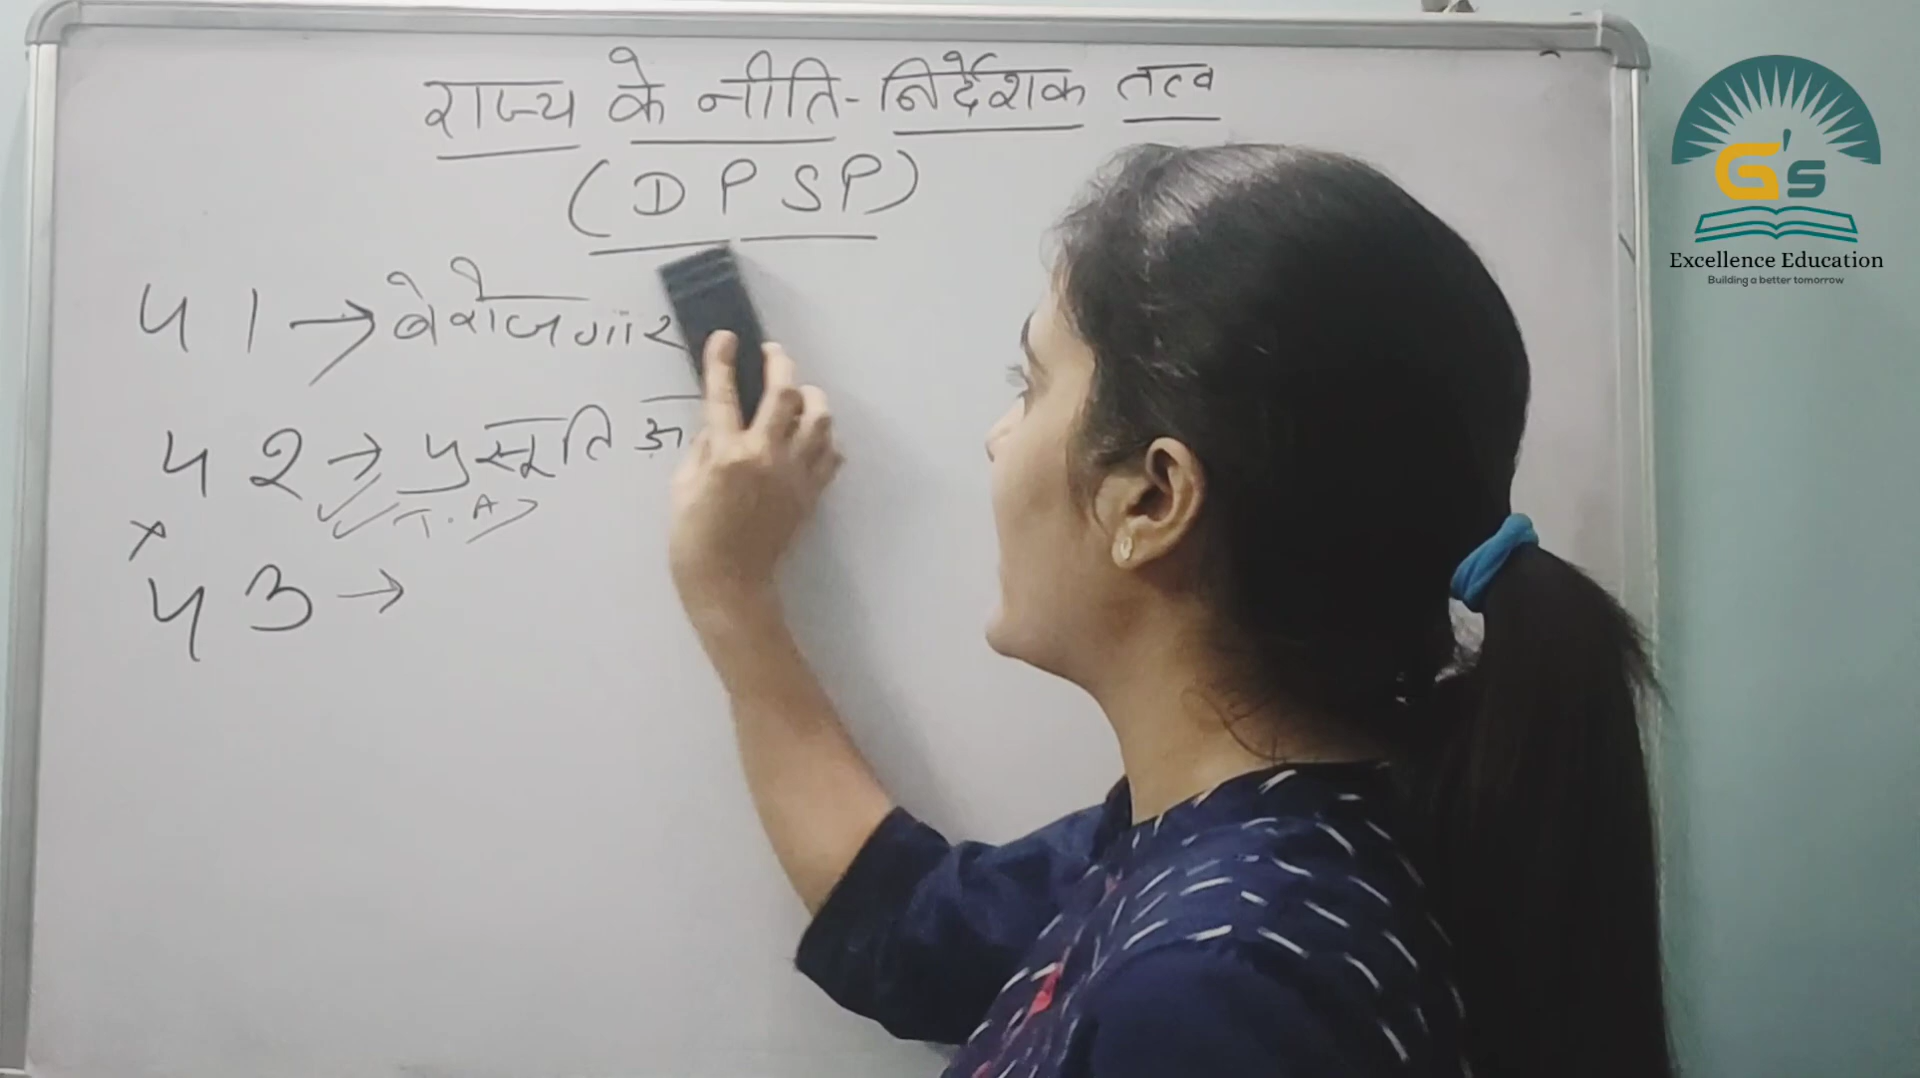 राज्य के नीति-निर्देशक तत्व
(DPSP)
41 → बेरोजगार
42 → प्रसूति अ
T.A
×
43 →
G's
Excellence Education
Building a better tomorrow